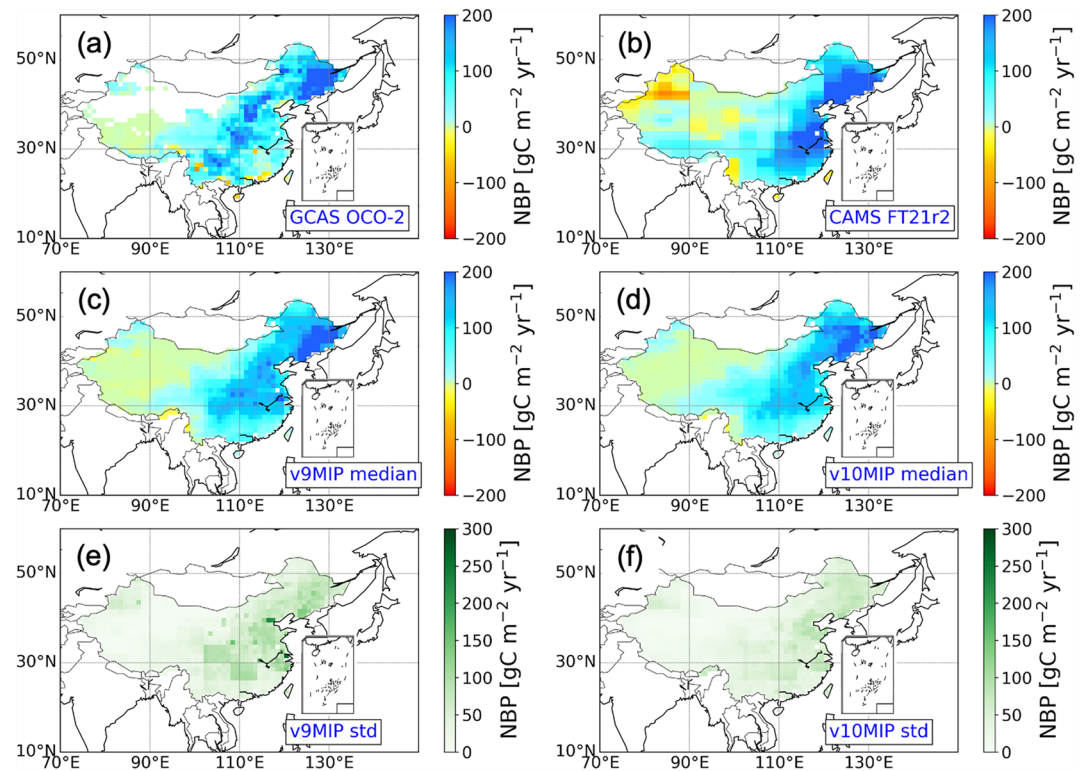 (a)
50°N
30°N
10°N
70°E 90°E 110°E 130°E
GCAS OCO-2
200
100
0
−100
−200
NBP [gC m−2 yr−1]
(b)
50°N
30°N
10°N
70°E 90°E 110°E 130°E
CAMS FT21r2
200
100
0
−100
−200
NBP [gC m−2 yr−1]
(c)
50°N
30°N
10°N
70°E 90°E 110°E 130°E
v9MIP median
200
100
0
−100
−200
NBP [gC m−2 yr−1]
(d)
50°N
30°N
10°N
70°E 90°E 110°E 130°E
v10MIP median
200
100
0
−100
−200
NBP [gC m−2 yr−1]
(e)
50°N
30°N
10°N
70°E 90°E 110°E 130°E
v9MIP std
300
250
200
150
100
50
0
NBP [gC m−2 yr−1]
(f)
50°N
30°N
10°N
70°E 90°E 110°E 130°E
v10MIP std
300
250
200
150
100
50
0
NBP [gC m−2 yr−1]